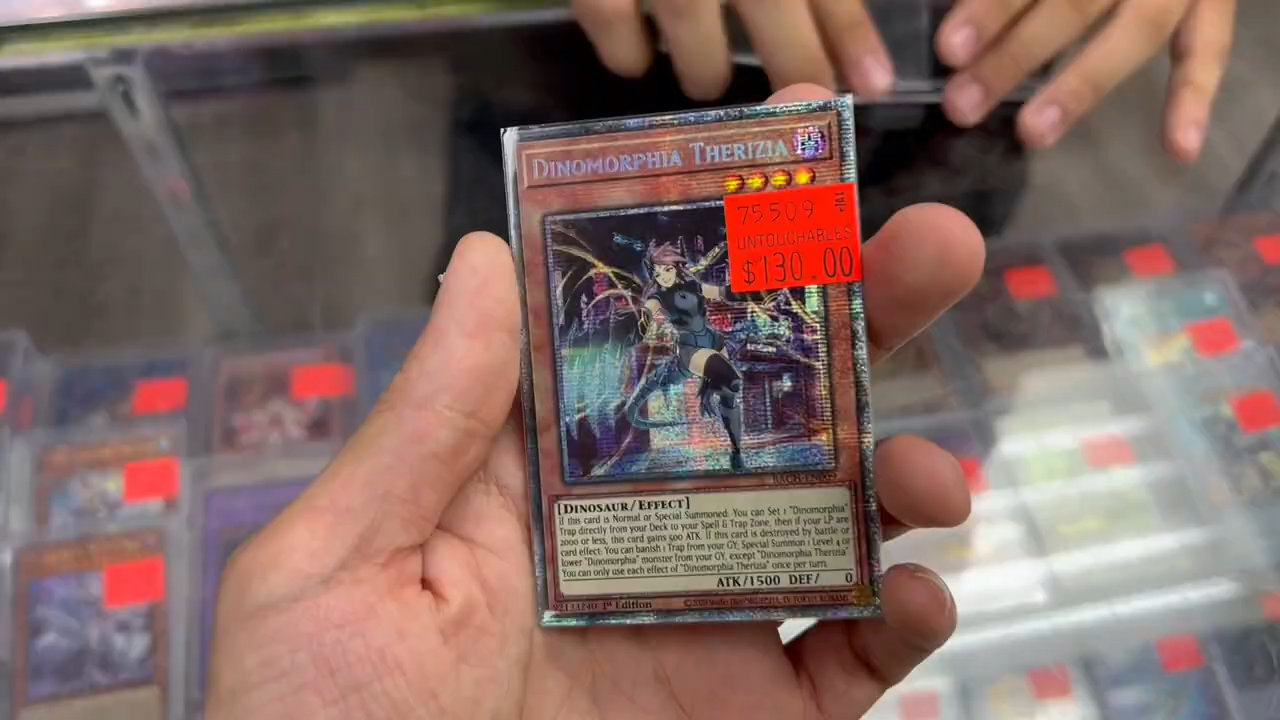 DINOMORPHIA THERIZIA
闇
75509
UNTOUCHABLES
$130.00
[DINOSAUR/EFFECT]
If this card is Normal or Special Summoned: You can Set 1 "Dinomorphia"
Trap directly from your Deck to your Spell & Trap Zone, then if your LP are
2000 or less, this card gains 500 ATK. If this card is destroyed by battle or
card effect: You can banish 1 Trap from your GY; Special Summon 1 Level 4 or
lower "Dinomorphia" monster from your GY, except "Dinomorphia Therizia"
You can only use each effect of "Dinomorphia Therizia" once per turn.
ATK/1500 DEF/ 0
92133240 1st Edition